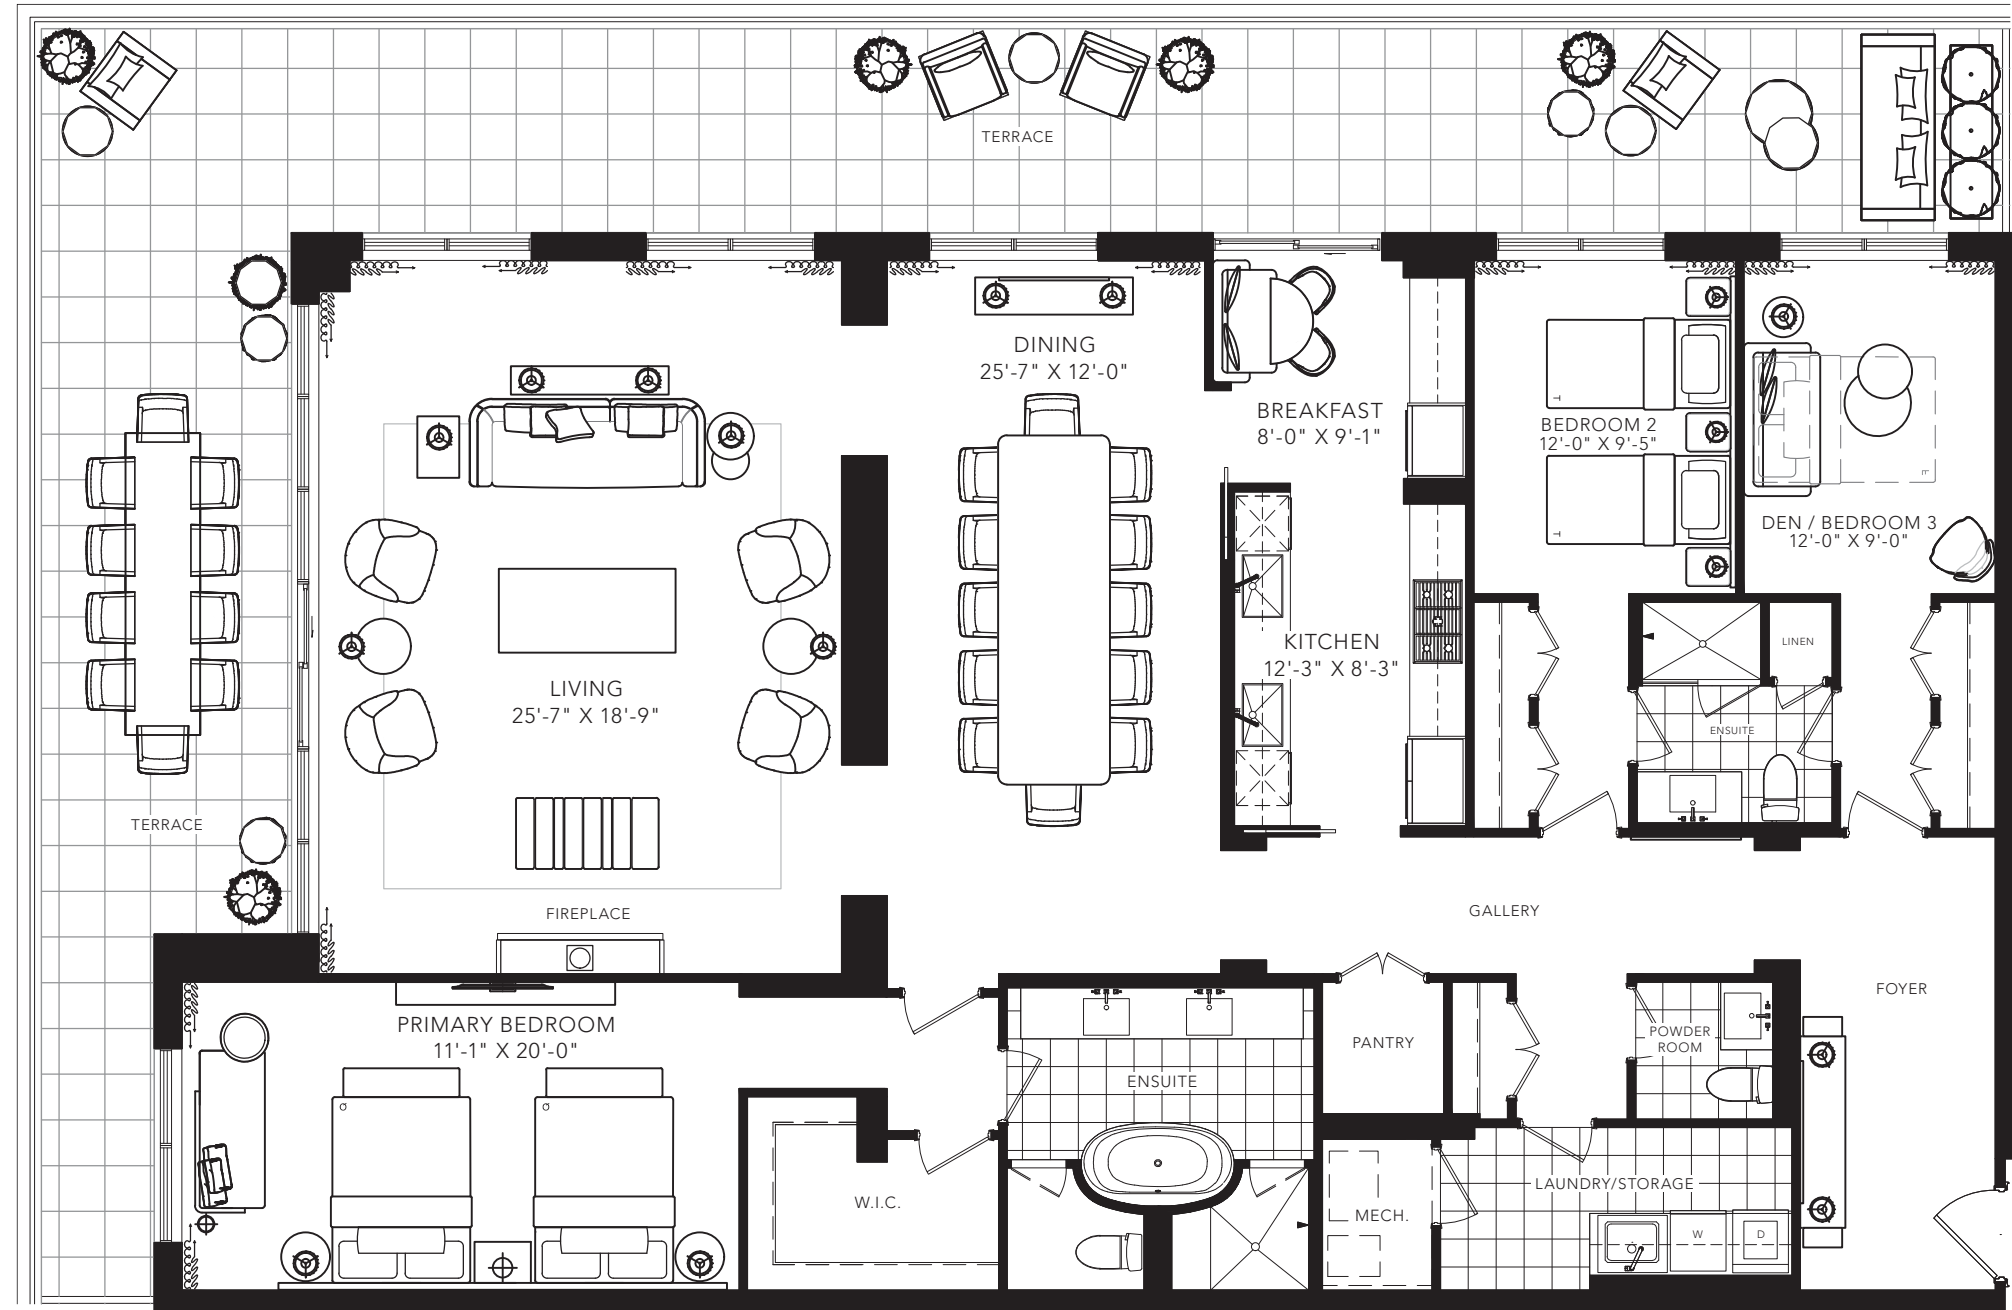 TERRACE
DINING
25'-7" X 12'-0"
BREAKFAST
8'-0" X 9'-1"
BEDROOM 2
12'-0" X 9'-5"
DEN / BEDROOM 3
12'-0" X 9'-0"
KITCHEN
12'-3" X 8'-3"
LINEN
LIVING
25'-7" X 18'-9"
ENSUITE
TERRACE
FIREPLACE
GALLERY
FOYER
PRIMARY BEDROOM
11'-1" X 20'-0"
PANTRY
POWDER
ROOM
ENSUITE
LAUNDRY/STORAGE
W.I.C.
MECH.
W
D